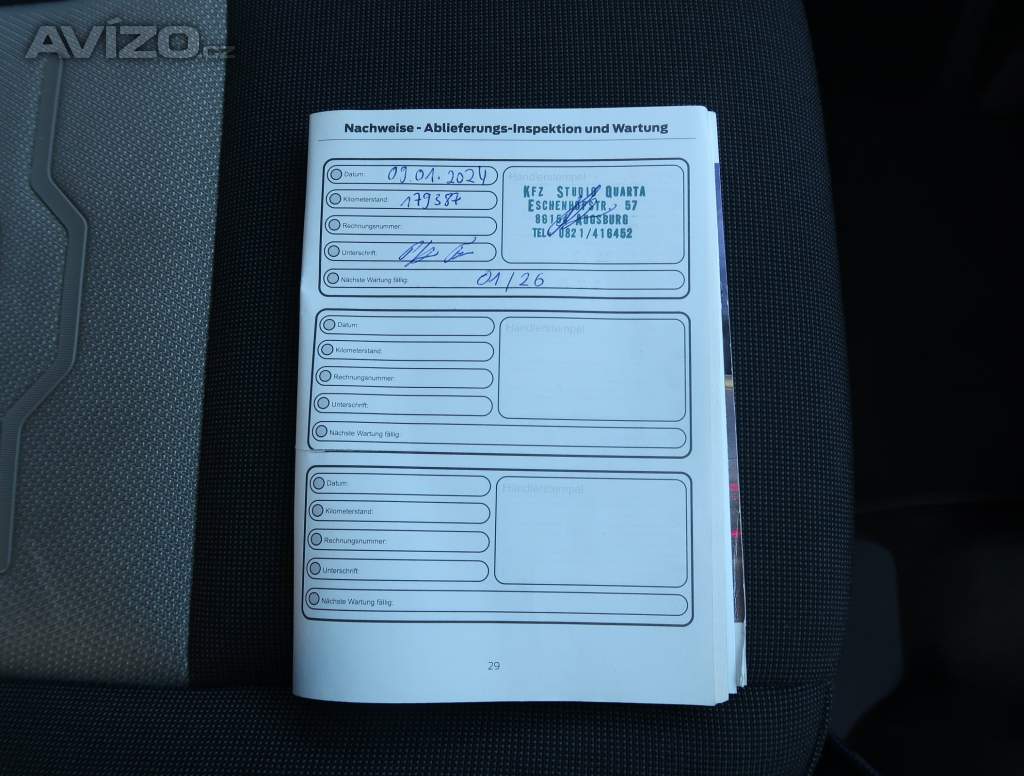 AVÍZO.cz
Nachweise - Ablieferungs-Inspektion und Wartung
Datum: 09.01.2024
Händlerstempel
Kilometerstand: 179387
KFZ STUDIO QUARTA
ESCHENHOFSTR. 57
AUGSBURG
TEL 0821/416452
Rechnungsnummer:
Unterschrift:
Nächste Wartung fällig: 01/26
Datum:
Händlerstempel
Kilometerstand:
Rechnungsnummer:
Unterschrift:
Nächste Wartung fällig:
Datum:
Händlerstempel
Kilometerstand:
Rechnungsnummer:
Unterschrift:
Nächste Wartung fällig:
29